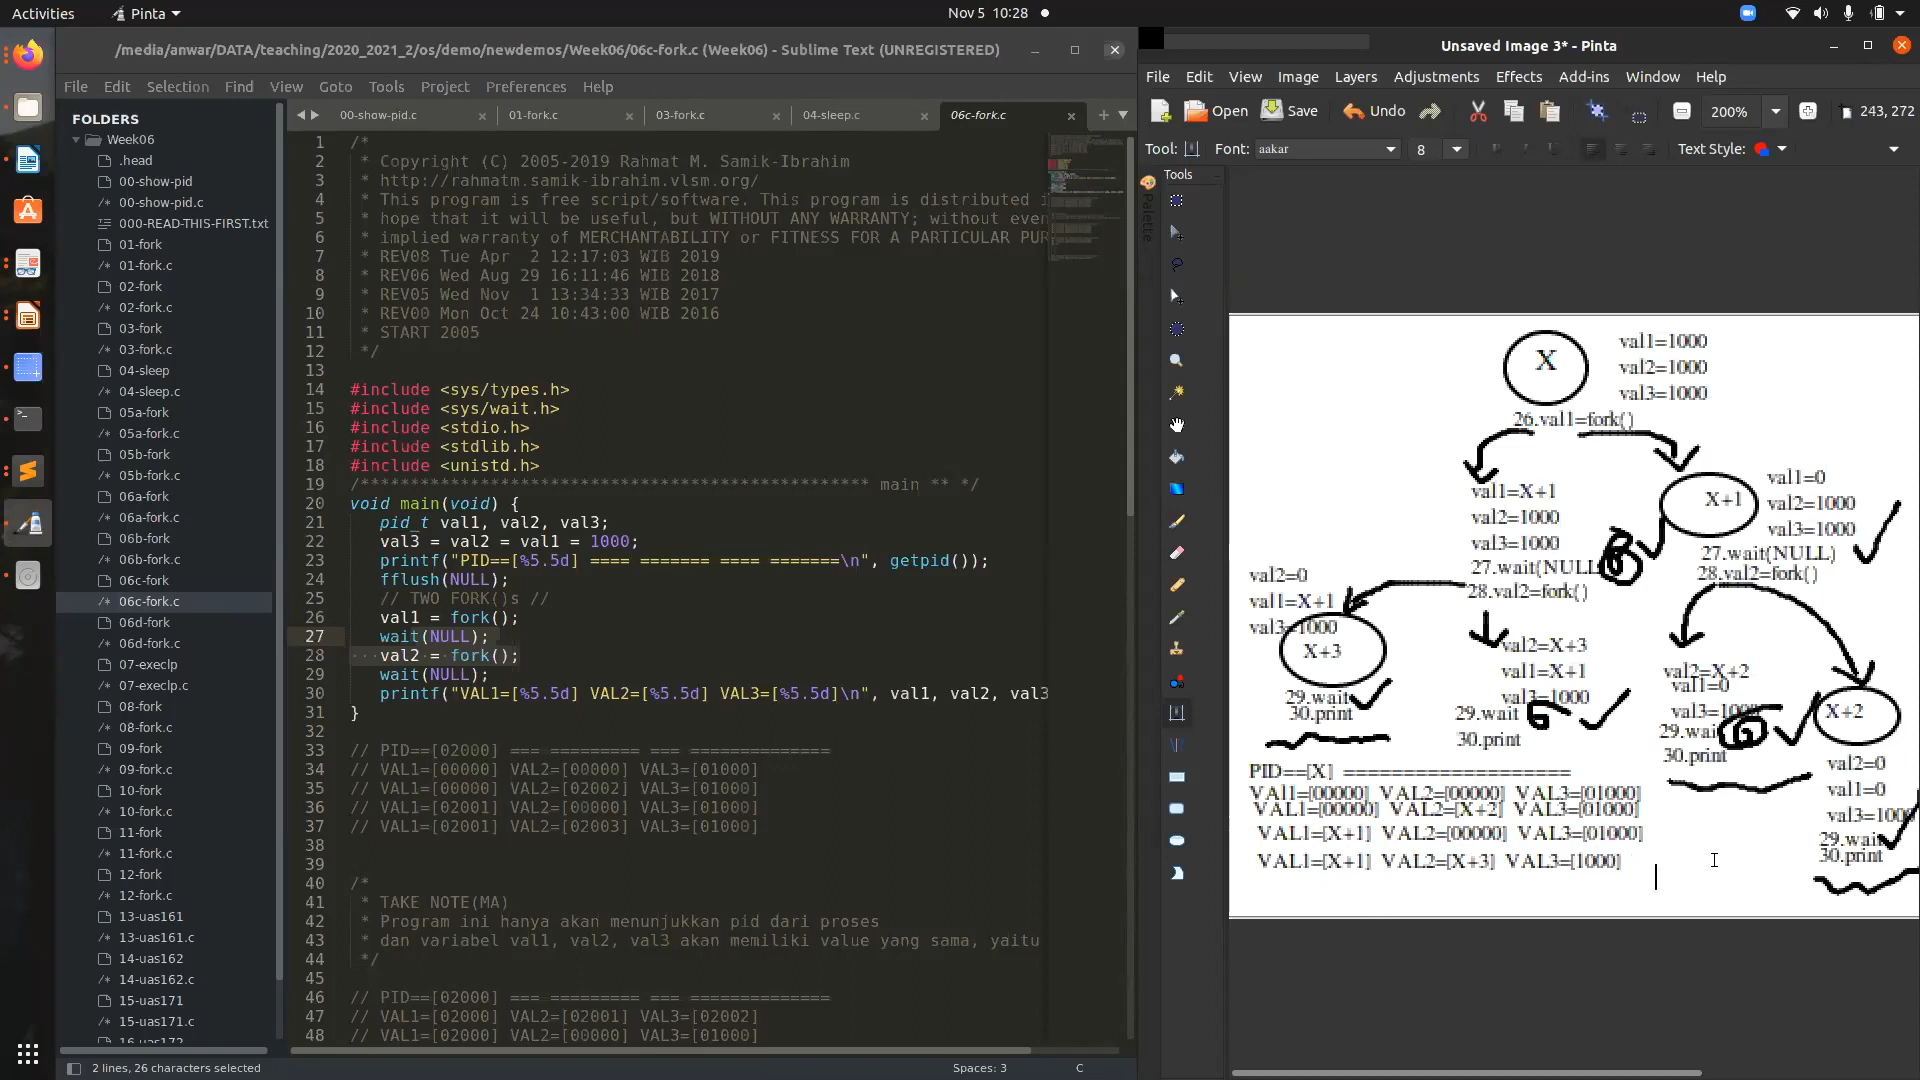 Activities
Pinta
Nov 5 10:28
/media/anwar/DATA/teaching/2020_2021_2/os/demo/newdemos/Week06/06c-fork.c (Week06) - Sublime Text (UNREGISTERED)
File Edit Selection Find View Goto Tools Project Preferences Help
FOLDERS
Week06
.head
00-show-pid
00-show-pid.c
000-READ-THIS-FIRST.txt
01-fork
01-fork.c
02-fork
02-fork.c
03-fork
03-fork.c
04-sleep
04-sleep.c
05a-fork
05a-fork.c
05b-fork
05b-fork.c
06a-fork
06a-fork.c
06b-fork
06b-fork.c
06c-fork
06c-fork.c
06d-fork
06d-fork.c
07-execlp
07-execlp.c
08-fork
08-fork.c
09-fork
09-fork.c
10-fork
10-fork.c
11-fork
11-fork.c
12-fork
12-fork.c
13-uas161
13-uas161.c
14-uas162
14-uas162.c
15-uas171
15-uas171.c
16-uas172
00-show-pid.c 01-fork.c 03-fork.c 04-sleep.c 06c-fork.c
1 /*
2 * Copyright (C) 2005-2019 Rahmat M. Samik-Ibrahim
3 * http://rahmatm.samik-ibrahim.vlsm.org/
4 * This program is free script/software. This program is distributed i
5 * hope that it will be useful, but WITHOUT ANY WARRANTY; without even
6 * implied warranty of MERCHANTABILITY or FITNESS FOR A PARTICULAR PUR
7 * REV08 Tue Apr  2 12:17:03 WIB 2019
8 * REV06 Wed Aug 29 16:11:46 WIB 2018
9 * REV05 Wed Nov  1 13:34:33 WIB 2017
10 * REV00 Mon Oct 24 10:43:00 WIB 2016
11 * START 2005
12 */
13
14 #include <sys/types.h>
15 #include <sys/wait.h>
16 #include <stdio.h>
17 #include <stdlib.h>
18 #include <unistd.h>
19 /************************************************* main ** */
20 void main(void) {
21 pid_t val1, val2, val3;
22 val3 = val2 = val1 = 1000;
23 printf("PID==[%5.5d] ==== ======= ==== =======\n", getpid());
24 fflush(NULL);
25 // TWO FORK()s //
26 val1 = fork();
27 wait(NULL);
28 val2 = fork();
29 wait(NULL);
30 printf("VAL1=[%5.5d] VAL2=[%5.5d] VAL3=[%5.5d]\n", val1, val2, val3
31 }
32
33 // PID==[02000] === ========= === ==============
34 // VAL1=[00000] VAL2=[00000] VAL3=[01000]
35 // VAL1=[00000] VAL2=[02002] VAL3=[01000]
36 // VAL1=[02001] VAL2=[00000] VAL3=[01000]
37 // VAL1=[02001] VAL2=[02003] VAL3=[01000]
38
39
40 /*
41 * TAKE NOTE(MA)
42 * Program ini hanya akan menunjukkan pid dari proses
43 * dan variabel val1, val2, val3 akan memiliki value yang sama, yaitu
44 */
45
46 // PID==[02000] === ========= === ==============
47 // VAL1=[02000] VAL2=[02001] VAL3=[02002]
48 // VAL1=[02000] VAL2=[00000] VAL3=[01000]
2 lines, 26 characters selected
Spaces: 3
C
Unsaved Image 3* - Pinta
File Edit View Image Layers Adjustments Effects Add-ins Window Help
Open Save Undo 200% 243, 272
Tool: Font: aakar 8 Text Style:
Palette
Tools
X
val1=1000
val2=1000
val3=1000
26.val1=fork()
val1=X+1
val2=1000
val3=1000
27.wait(NULL
28.val2=fork()
X+1
val1=0
val2=1000
val3=1000
27.wait(NULL)
28.val2=fork()
val2=0
val1=X+1
val3=1000
X+3
29.wait
30.print
val2=X+3
val1=X+1
val3=1000
29.wait
30.print
val2=X+2
val1=0
val3=1000
29.wai
30.print
X+2
val2=0
val1=0
val3=1000
29.wait
30.print
PID==[X] ===================
VAl1=[00000] VAL2=[00000] VAL3=[01000]
VAL1=[00000] VAL2=[X+2] VAL3=[01000]
VAL1=[X+1] VAL2=[00000] VAL3=[01000]
VAL1=[X+1] VAL2=[X+3] VAL3=[1000]